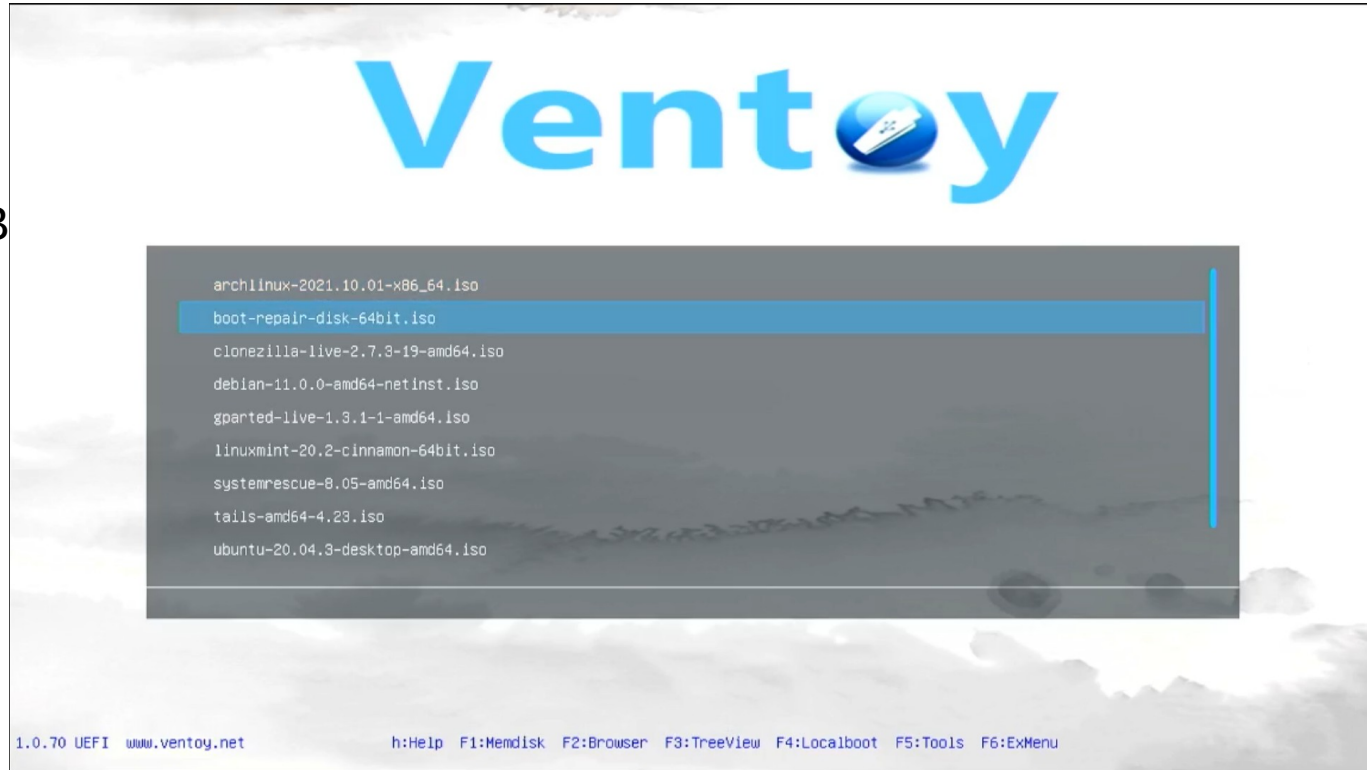 Ventoy
3
archlinux-2021.10.01-x86_64.iso
boot-repair-disk-64bit.iso
clonezilla-live-2.7.3-19-amd64.iso
debian-11.0.0-amd64-netinst.iso
gparted-live-1.3.1-1-amd64.iso
linuxmint-20.2-cinnamon-64bit.iso
systemrescue-8.05-amd64.iso
tails-amd64-4.23.iso
ubuntu-20.04.3-desktop-amd64.iso
1.0.70 UEFI www.ventoy.net h:Help F1:Memdisk F2:Browser F3:TreeView F4:Localboot F5:Tools F6:ExMenu